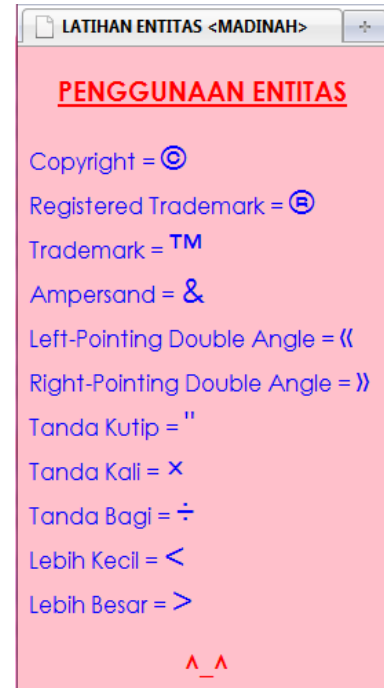 LATIHAN ENTITAS <MADINAH>
PENGGUNAAN ENTITAS
Copyright = ©
Registered Trademark = ®
Trademark = ™
Ampersand = &
Left-Pointing Double Angle = «
Right-Pointing Double Angle = »
Tanda Kutip = "
Tanda Kali = ×
Tanda Bagi = ÷
Lebih Kecil = <
Lebih Besar = >
^_^